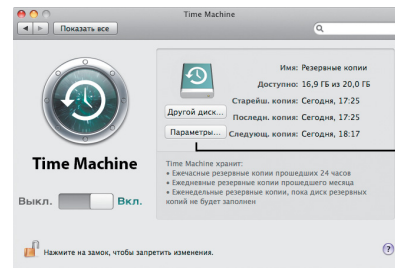 Time Machine
Показать все
Имя: Резервные копии
Доступно: 16,9 ГБ из 20,0 ГБ
Другой диск...
Старейш. копия: Сегодня, 17:25
Последн. копия: Сегодня, 17:25
Параметры...
Следующ. копия: Сегодня, 18:17
Time Machine
Выкл.
Вкл.
Time Machine хранит:
• Ежечасные резервные копии прошедших 24 часов
• Ежедневные резервные копии прошедшего месяца
• Еженедельные резервные копии, пока диск резервных
копий не будет заполнен
Нажмите на замок, чтобы запретить изменения.
?